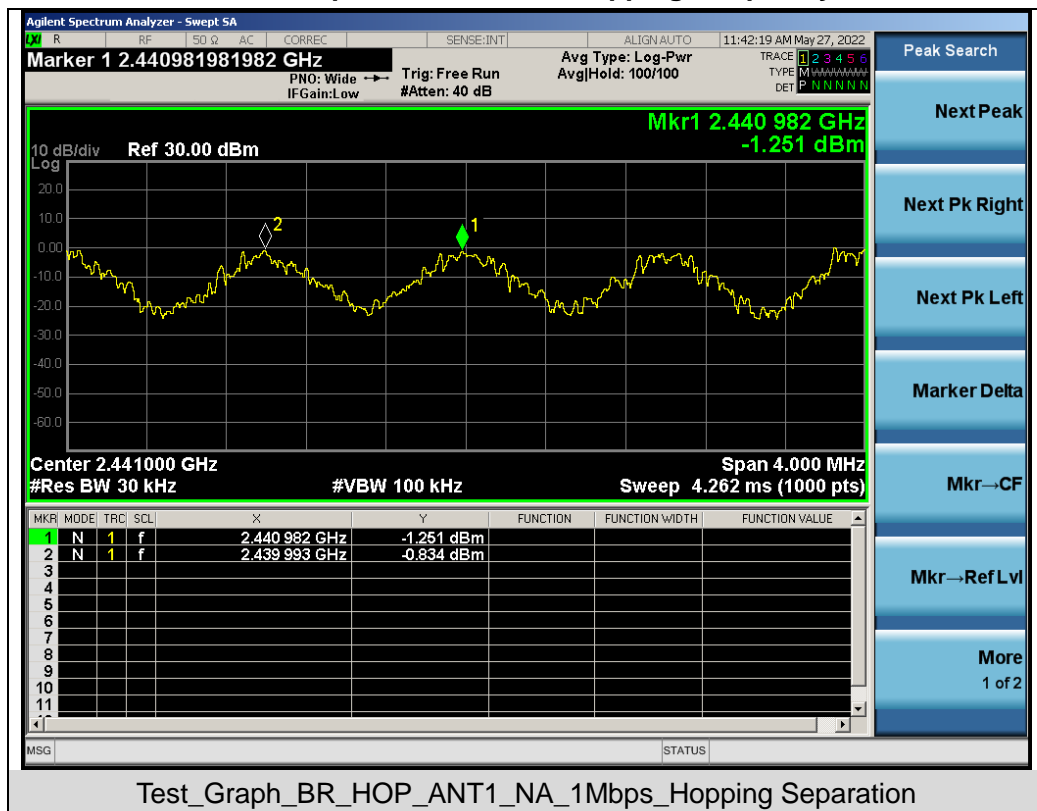 Agilent Spectrum Analyzer - Swept SA
LXI R RF 50 Ω AC CORREC SENSE:INT ALIGN AUTO 11:42:19 AM May 27, 2022
Marker 1 2.440981981982 GHz
PNO: Wide
IFGain:Low
Trig: Free Run
#Atten: 40 dB
Avg Type: Log-Pwr
Avg|Hold: 100/100
TRACE 1 2 3 4 5 6
TYPE M
DET P N N N N N
Mkr1 2.440 982 GHz
-1.251 dBm
10 dB/div Ref 30.00 dBm
Log
20.0
10.0
0.00
-10.0
-20.0
-30.0
-40.0
-50.0
-60.0
2
1
Center 2.441000 GHz Span 4.000 MHz
#Res BW 30 kHz #VBW 100 kHz Sweep 4.262 ms (1000 pts)
MKR MODE TRC SCL X Y FUNCTION FUNCTION WIDTH FUNCTION VALUE
1 N 1 f 2.440 982 GHz -1.251 dBm
2 N 1 f 2.439 993 GHz -0.834 dBm
3
4
5
6
7
8
9
10
11
MSG STATUS
Peak Search
Next Peak
Next Pk Right
Next Pk Left
Marker Delta
Mkr→CF
Mkr→Ref Lvl
More
1 of 2
Test_Graph_BR_HOP_ANT1_NA_1Mbps_Hopping Separation